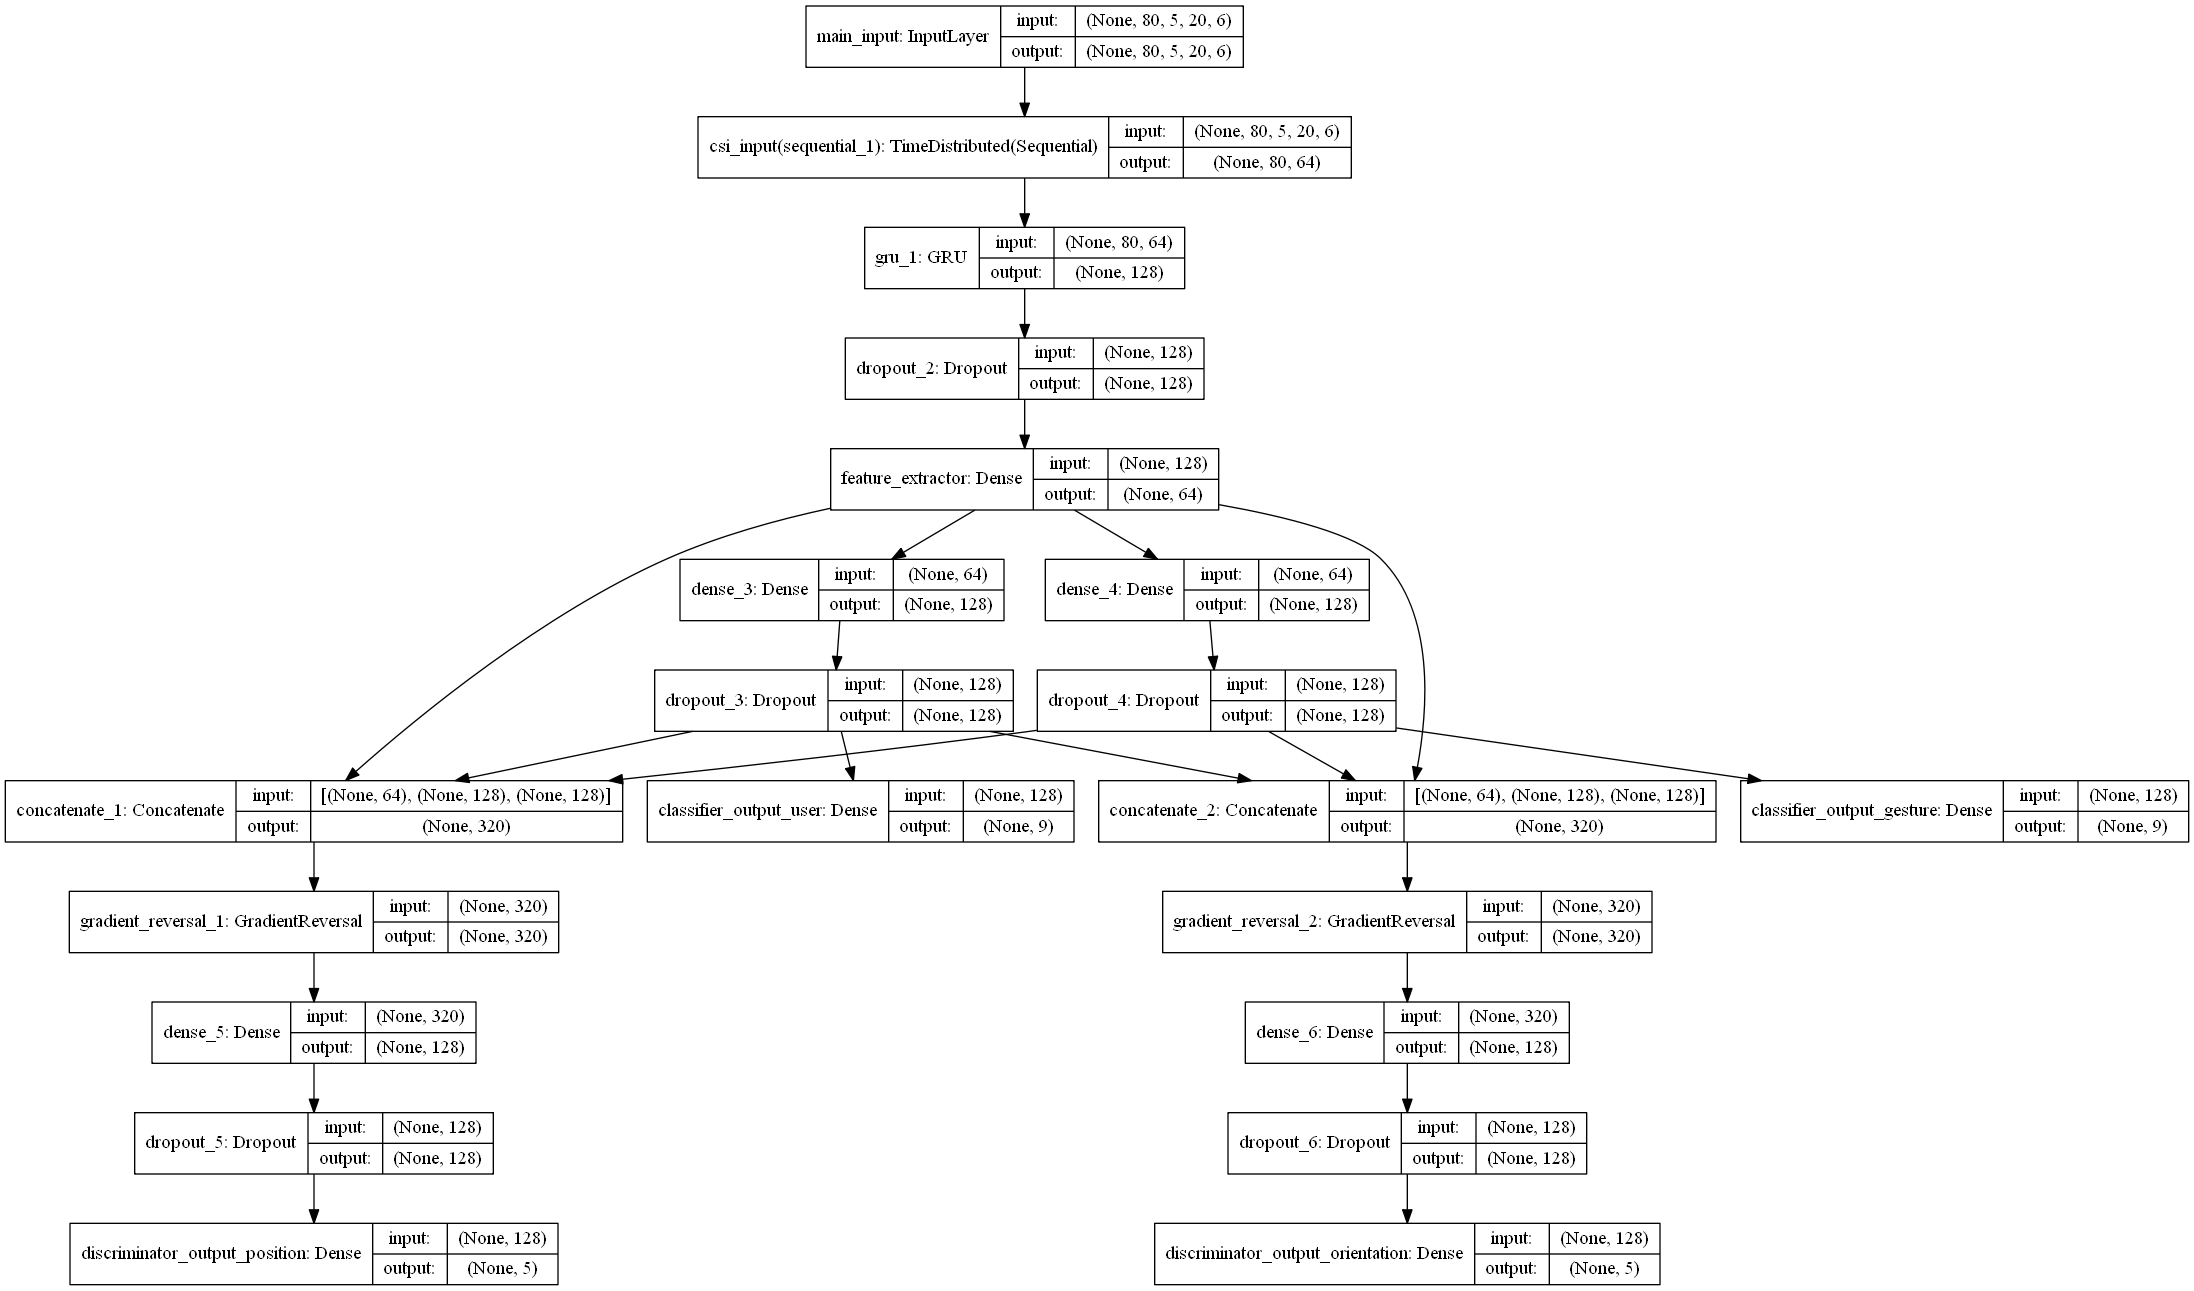 main_input: InputLayer
input:
(None, 80, 5, 20, 6)
output:
(None, 80, 5, 20, 6)
csi_input(sequential_1): TimeDistributed(Sequential)
input:
(None, 80, 5, 20, 6)
output:
(None, 80, 64)
gru_1: GRU
input:
(None, 80, 64)
output:
(None, 128)
dropout_2: Dropout
input:
(None, 128)
output:
(None, 128)
feature_extractor: Dense
input:
(None, 128)
output:
(None, 64)
dense_3: Dense
input:
(None, 64)
output:
(None, 128)
dense_4: Dense
input:
(None, 64)
output:
(None, 128)
dropout_3: Dropout
input:
(None, 128)
output:
(None, 128)
dropout_4: Dropout
input:
(None, 128)
output:
(None, 128)
concatenate_1: Concatenate
input:
[(None, 64), (None, 128), (None, 128)]
output:
(None, 320)
classifier_output_user: Dense
input:
(None, 128)
output:
(None, 9)
concatenate_2: Concatenate
input:
[(None, 64), (None, 128), (None, 128)]
output:
(None, 320)
classifier_output_gesture: Dense
input:
(None, 128)
output:
(None, 9)
gradient_reversal_1: GradientReversal
input:
(None, 320)
output:
(None, 320)
gradient_reversal_2: GradientReversal
input:
(None, 320)
output:
(None, 320)
dense_5: Dense
input:
(None, 320)
output:
(None, 128)
dense_6: Dense
input:
(None, 320)
output:
(None, 128)
dropout_5: Dropout
input:
(None, 128)
output:
(None, 128)
dropout_6: Dropout
input:
(None, 128)
output:
(None, 128)
discriminator_output_position: Dense
input:
(None, 128)
output:
(None, 5)
discriminator_output_orientation: Dense
input:
(None, 128)
output:
(None, 5)